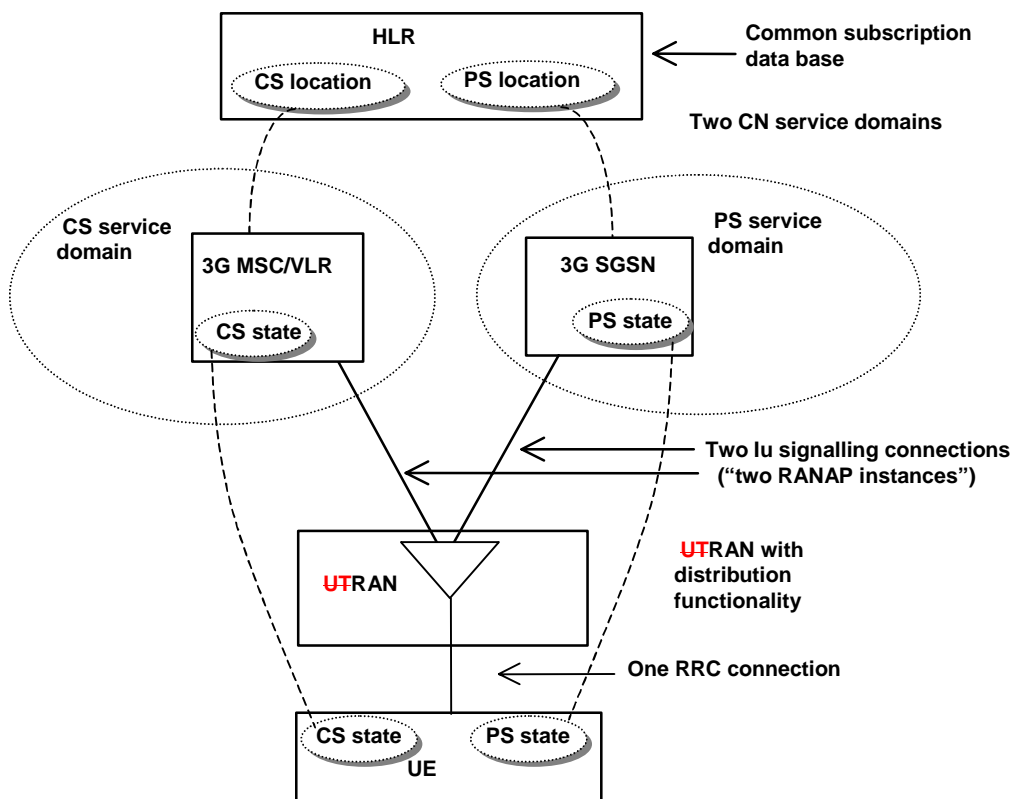 HLR
Common subscription
data base
CS location
PS location
Two CN service domains
CS service
domain
PS service
domain
3G MSC/VLR
3G SGSN
CS state
PS state
Two Iu signalling connections
(“two RANAP instances”)
UTRAN
UTRAN with
distribution
functionality
One RRC connection
CS state
PS state
UE